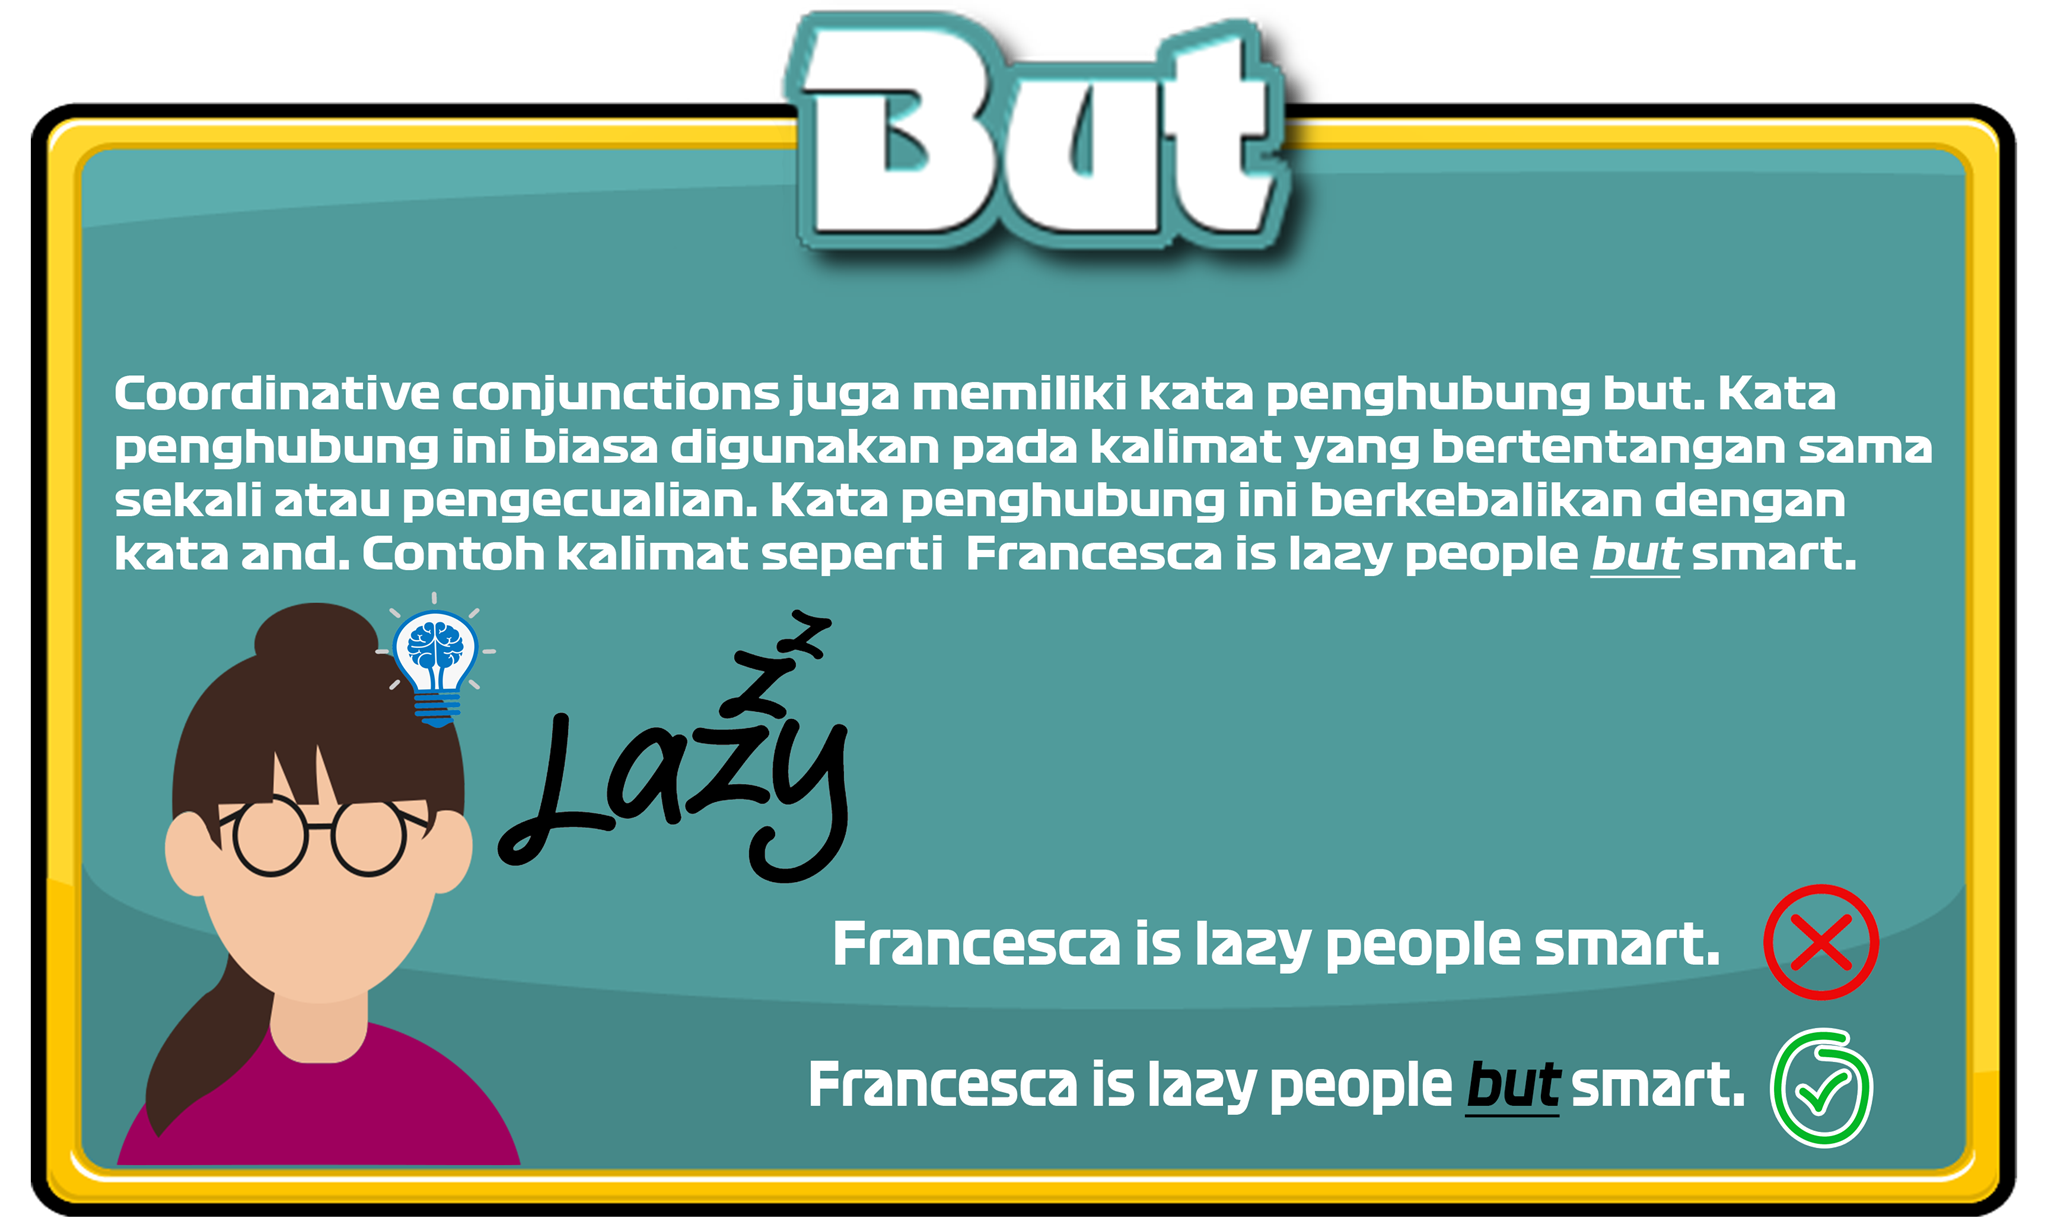 But
Coordinative conjunctions juga memiliki kata penghubung but. Kata
penghubung ini biasa digunakan pada kalimat yang bertentangan sama
sekali atau pengecualian. Kata penghubung ini berkebalikan dengan
kata and. Contoh kalimat seperti Francesca is lazy people but smart.
z
z
Lazy
Francesca is lazy people smart.
Francesca is lazy people but smart.